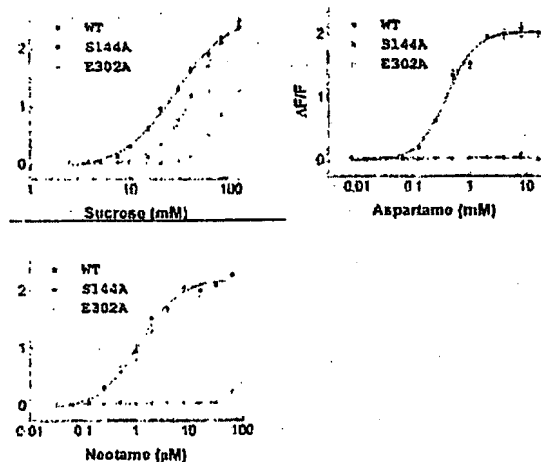 WT
S144A
E302A
2
1
0
1
10
100
Sucrose (mM)
WT
S144A
E302A
ΔF/F
2
1
0
0.01
0.1
1
10
Aspartame (mM)
WT
S144A
E302A
2
1
0
0.01
0.1
1
10
100
Neotame (µM)